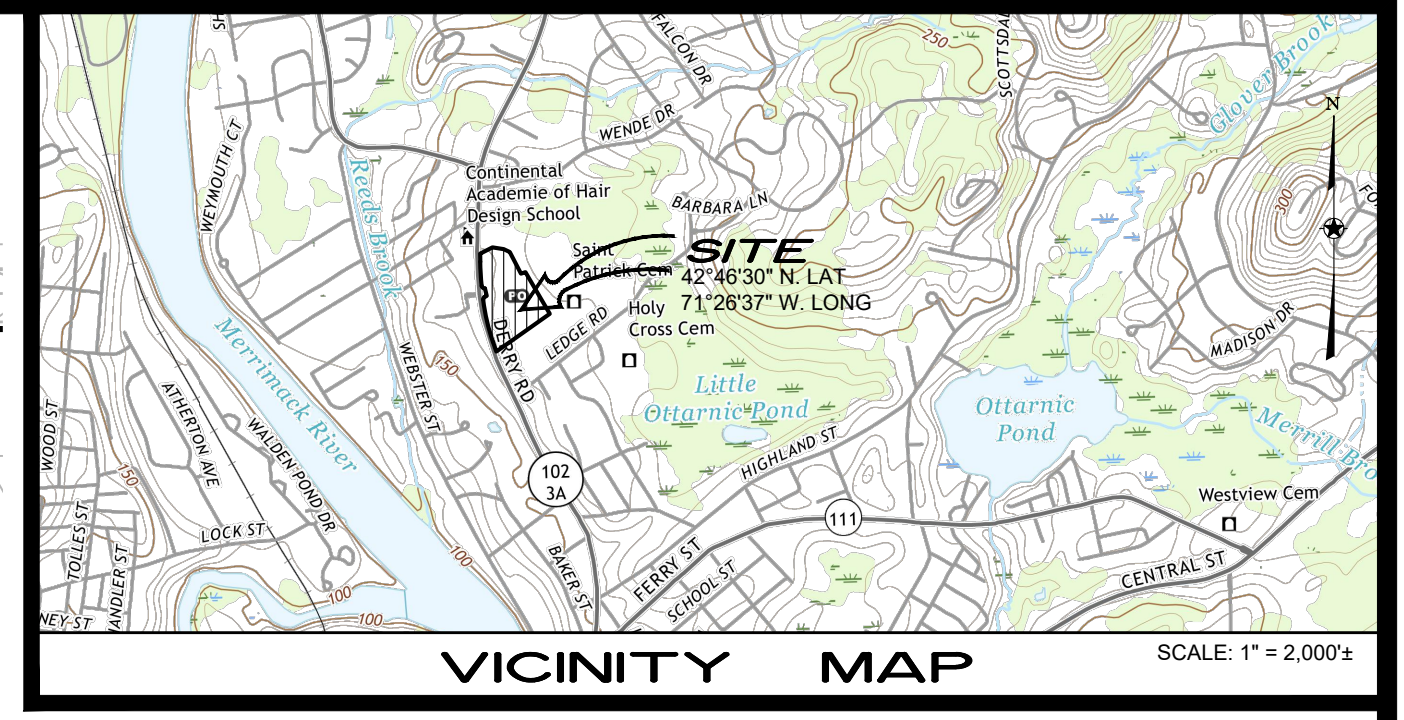 SH
FALCON DR
250
SCOTTSDA
Glover Brook
N
WEYMOUTH CT
Reeds Brook
WENDE DR
Continental
Academie of Hair
Design School
BARBARA LN
300
FO
Saint
Patrick Cem
SITE
42°46'30" N. LAT
71°26'37" W. LONG
PO
Holy
Cross Cem
DERRY RD
LEDGE RD
MADISON DR
Merrimack River
WEBSTER ST
150
Little
Ottarnic Pond
Ottarnic
Pond
Merrill Bro
WOOD ST
ATHERTON AVE
WALDEN POND DR
HIGHLAND ST
150
102
3A
111
Westview Cem
TOLLES ST
LOCK ST
100
BAKER ST
FERRY ST
SCHOOL ST
CENTRAL ST
ANDLER ST
NEY ST
100
100
VICINITY MAP
SCALE: 1" = 2,000'±